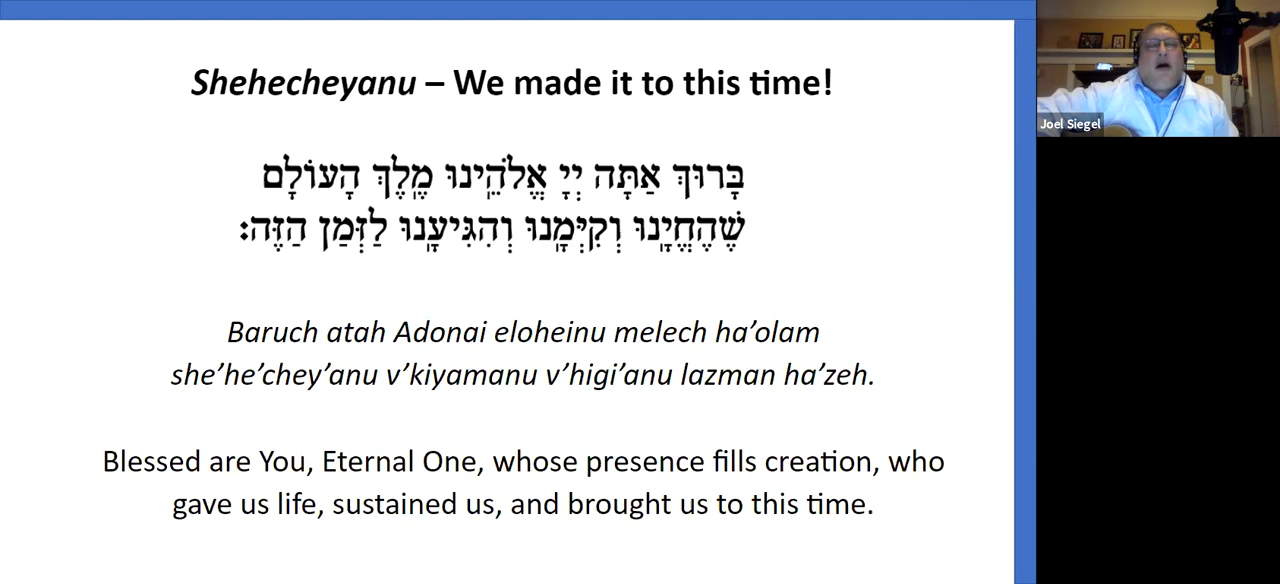 Shehecheyanu – We made it to this time!
בָּרוּךְ אַתָּה יְיָ אֱלֹהֵֽינוּ מֶֽלֶךְ הָעוֹלָם
שֶׁהֶחֱיָֽנוּ וְקִיְּמָֽנוּ וְהִגִּיעָֽנוּ לַזְּמַן הַזֶּה׃
Baruch atah Adonai eloheinu melech ha’olam
she’he’chey’anu v’kiyamanu v’higi’anu lazman ha’zeh.
Blessed are You, Eternal One, whose presence fills creation, who
gave us life, sustained us, and brought us to this time.
Joel Siegel